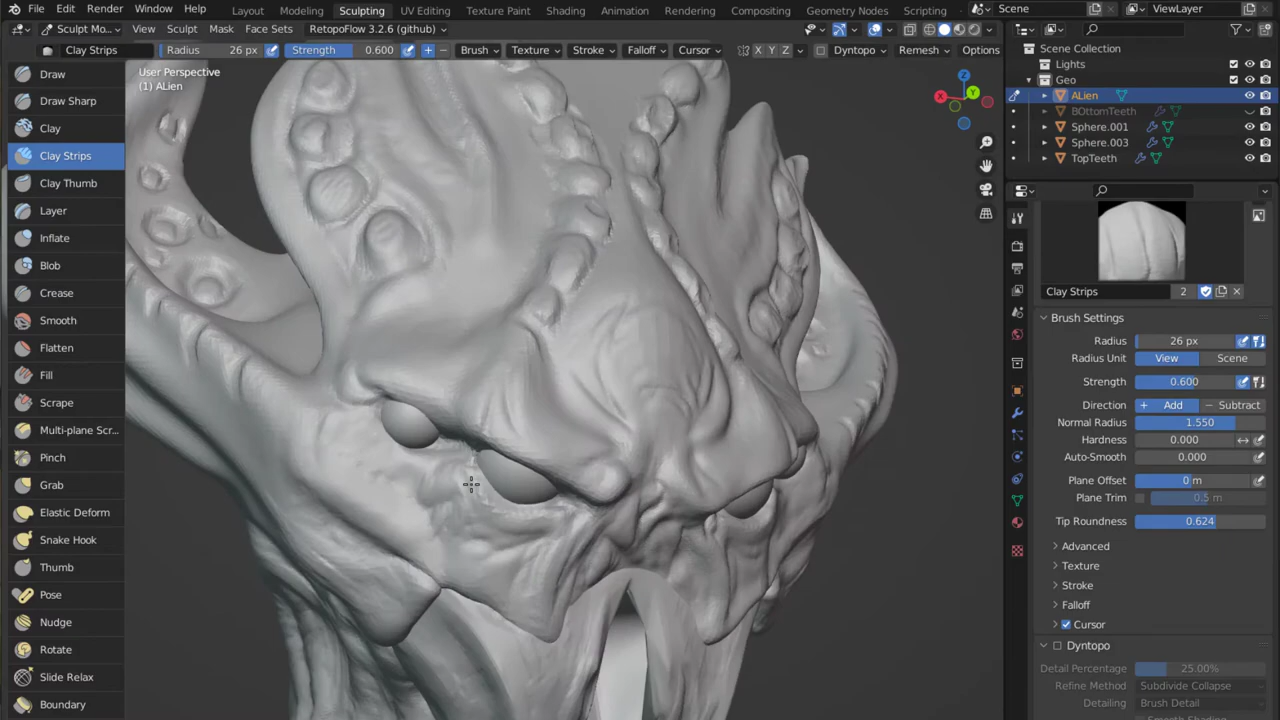 File Edit Render Window Help Layout Modeling Sculpting UV Editing Texture Paint Shading Animation Rendering Compositing Geometry Nodes Scripting Scene ViewLayer
Sculpt Mo... View Sculpt Mask Face Sets RetopoFlow 3.2.6 (github)
Clay Strips Radius 26 px Strength 0.600 Brush Texture Stroke Falloff Cursor X Y Z Dyntopo Remesh Options
User Perspective
(1) ALien
Z
X
Y
Draw
Draw Sharp
Clay
Clay Strips
Clay Thumb
Layer
Inflate
Blob
Crease
Smooth
Flatten
Fill
Scrape
Multi-plane Scr...
Pinch
Grab
Elastic Deform
Snake Hook
Thumb
Pose
Nudge
Rotate
Slide Relax
Boundary
Scene Collection
Lights
Geo
ALien
BOttomTeeth
Sphere.001
Sphere.003
TopTeeth
Clay Strips 2
Brush Settings
Radius 26 px
Radius Unit View Scene
Strength 0.600
Direction + Add − Subtract
Normal Radius 1.550
Hardness 0.000
Auto-Smooth 0.000
Plane Offset 0 m
Plane Trim 0.5 m
Tip Roundness 0.624
Advanced
Texture
Stroke
Falloff
Cursor
Dyntopo
Detail Percentage 25.00%
Refine Method Subdivide Collapse
Detailing Brush Detail
Smooth Shading